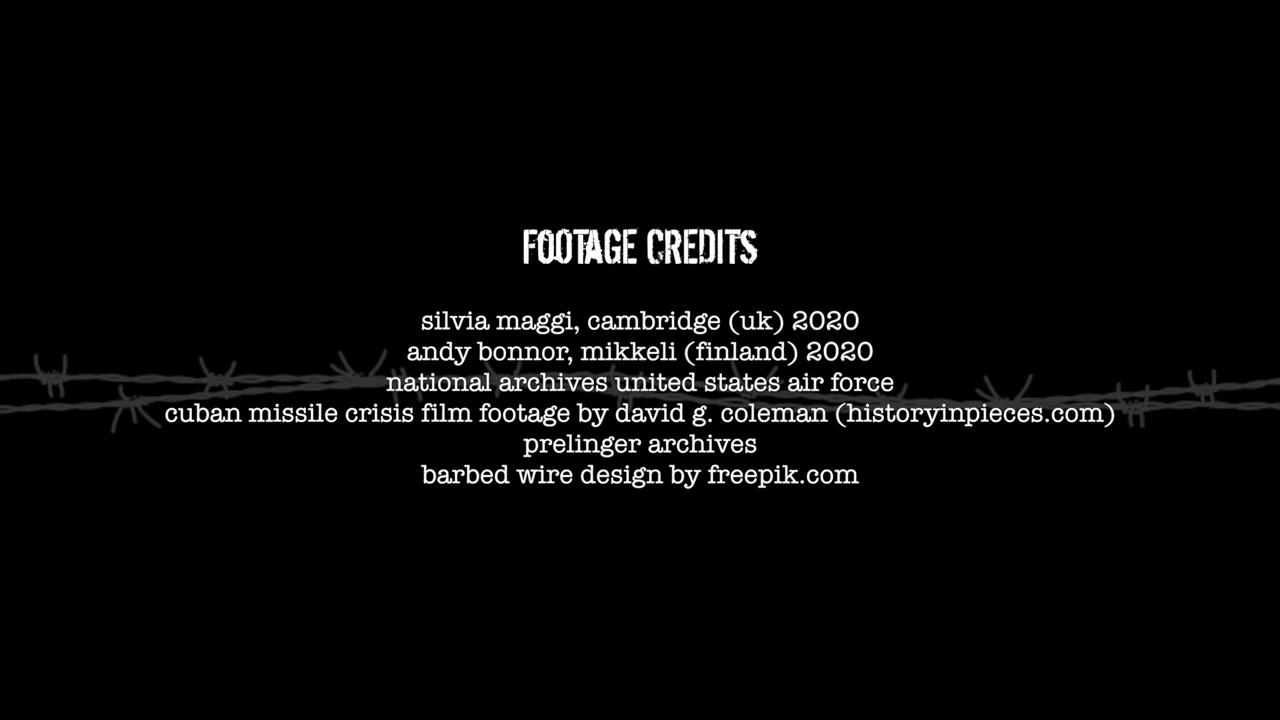 FOOTAGE CREDITS
silvia maggi, cambridge (uk) 2020
andy bonnor, mikkeli (finland) 2020
national archives united states air force
cuban missile crisis film footage by david g. coleman (historyinpieces.com)
prelinger archives
barbed wire design by freepik.com